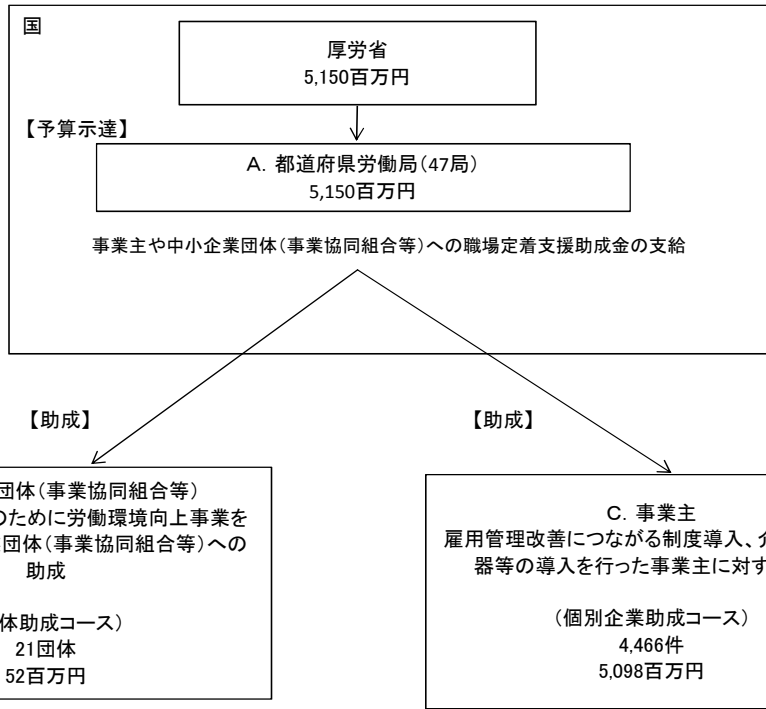 国
厚労省
5,150百万円
【予算示達】
A．都道府県労働局（47局）
5,150百万円
事業主や中小企業団体（事業協同組合等）への職場定着支援助成金の支給
【助成】
【助成】
団体（事業協同組合等）
のために労働環境向上事業を
団体（事業協同組合等）への
助成
体助成コース）
21団体
52百万円
C．事業主
雇用管理改善につながる制度導入、
器等の導入を行った事業主に対す
（個別企業助成コース）
4,466件
5,098百万円